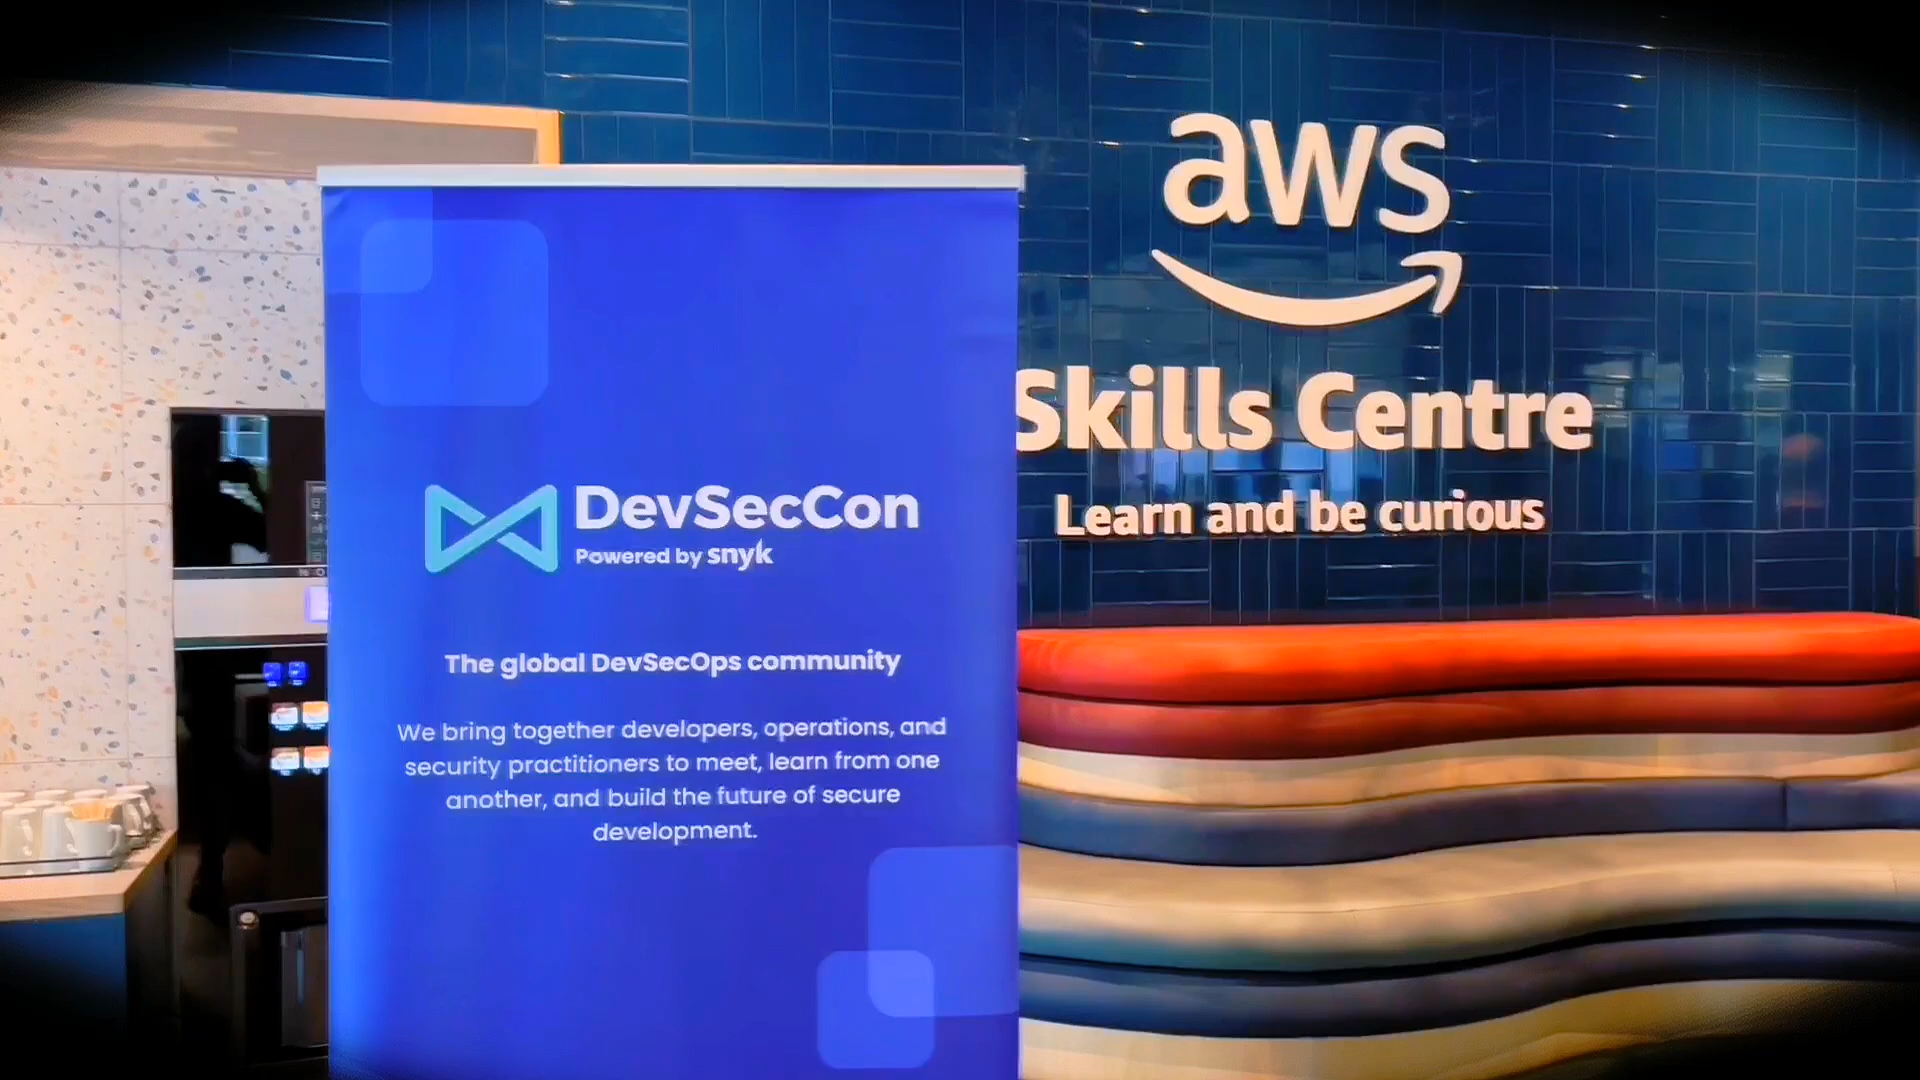 DevSecCon
Powered by snyk
The global DevSecOps community
We bring together developers, operations, and
security practitioners to meet, learn from one
another, and build the future of secure
development.
aws
Skills Centre
Learn and be curious